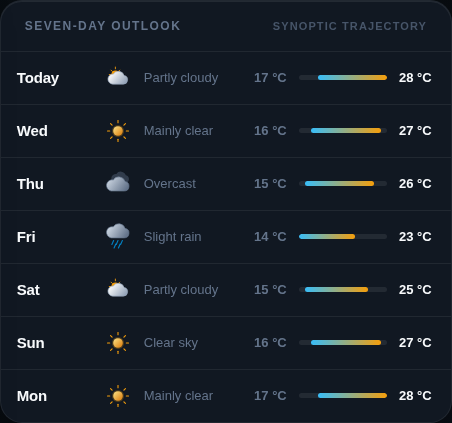 SEVEN-DAY OUTLOOK SYNOPTIC TRAJECTORY
Today Partly cloudy 17 °C 28 °C
Wed Mainly clear 16 °C 27 °C
Thu Overcast 15 °C 26 °C
Fri Slight rain 14 °C 23 °C
Sat Partly cloudy 15 °C 25 °C
Sun Clear sky 16 °C 27 °C
Mon Mainly clear 17 °C 28 °C